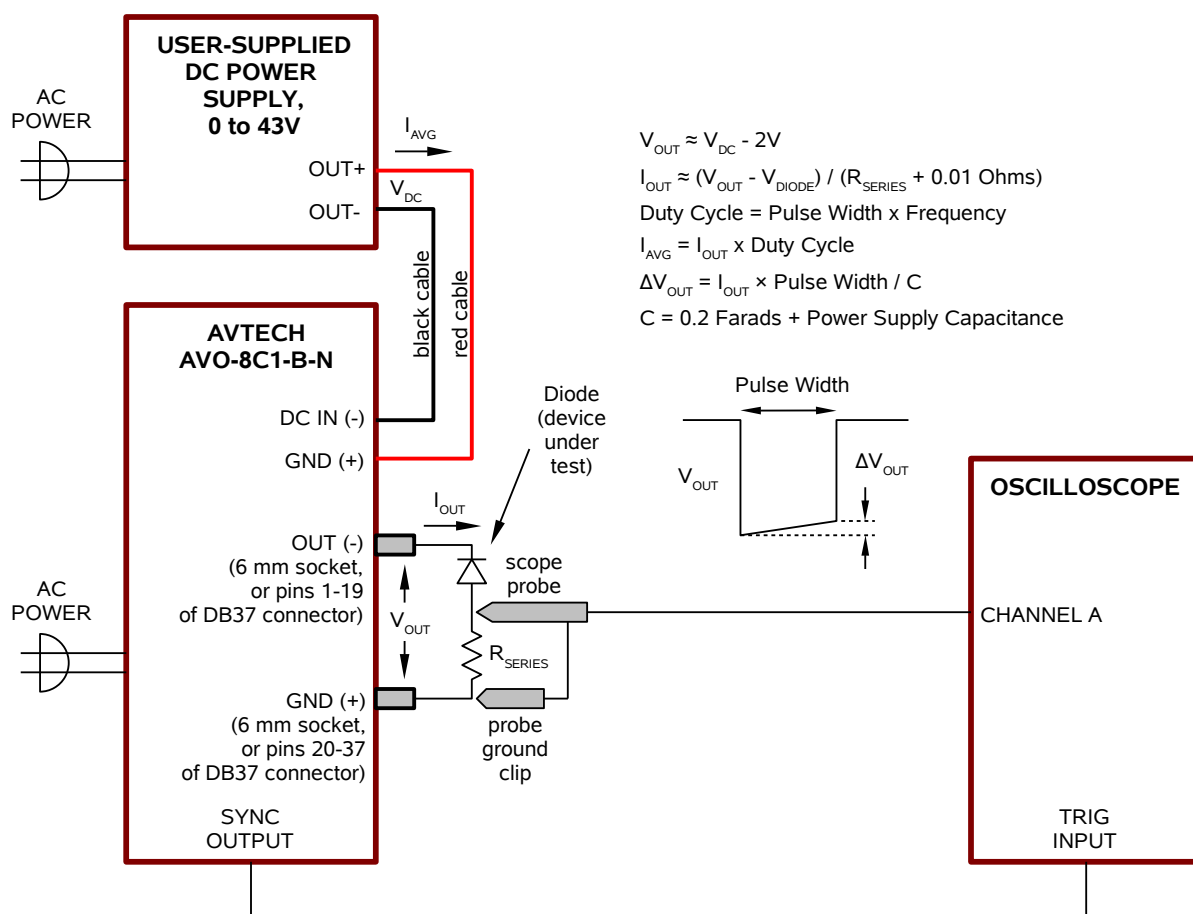 USER-SUPPLIED
DC POWER
SUPPLY,
0 to 43V
AC
POWER
I_AVG
OUT+
V_DC
OUT-
black cable
red cable
V_OUT ≈ V_DC - 2V
I_OUT ≈ (V_OUT - V_DIODE) / (R_SERIES + 0.01 Ohms)
Duty Cycle = Pulse Width x Frequency
I_AVG = I_OUT x Duty Cycle
ΔV_OUT = I_OUT × Pulse Width / C
C = 0.2 Farads + Power Supply Capacitance
AVTECH
AVO-8C1-B-N
DC IN (-)
GND (+)
Diode
(device
under
test)
Pulse Width
V_OUT
ΔV_OUT
I_OUT
OUT (-)
(6 mm socket,
or pins 1-19
of DB37 connector)
AC
POWER
V_OUT
scope
probe
R_SERIES
GND (+)
(6 mm socket,
or pins 20-37
of DB37 connector)
probe
ground
clip
SYNC
OUTPUT
OSCILLOSCOPE
CHANNEL A
TRIG
INPUT